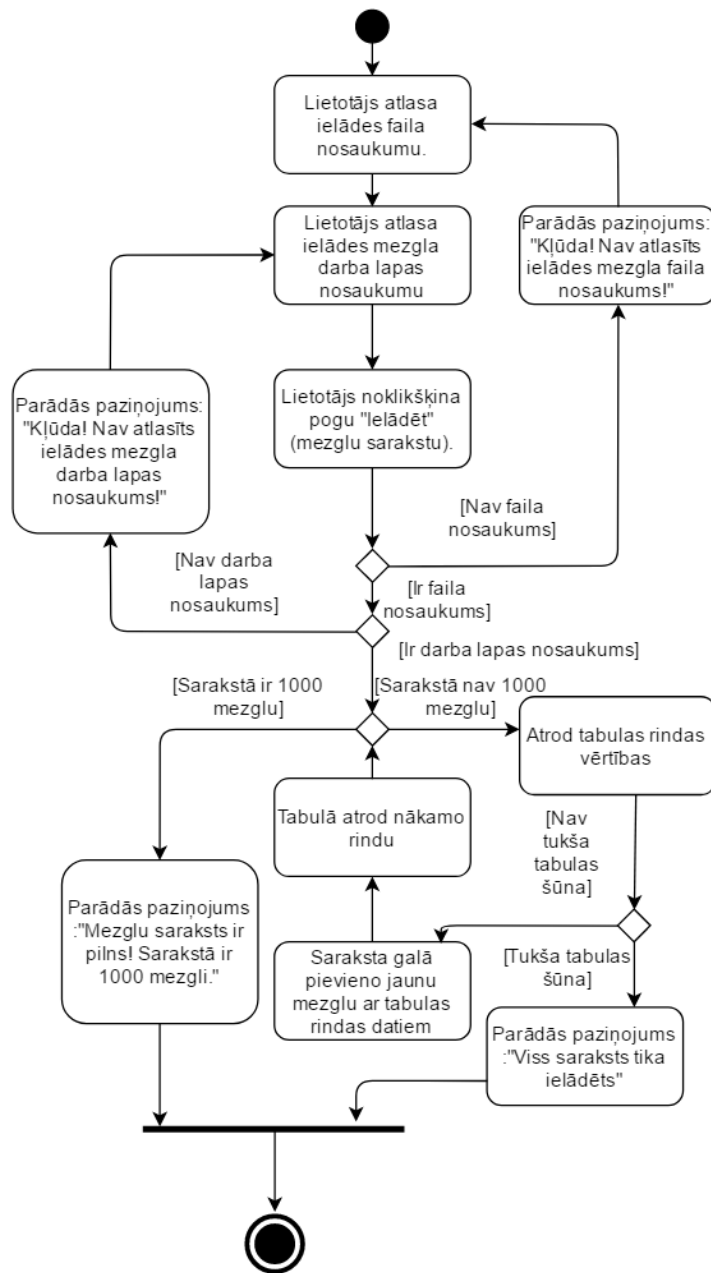 Lietotājs atlasa
ielādes faila
nosaukumu.
Lietotājs atlasa
ielādes mezgla
darba lapas
nosaukumu
Parādās paziņojums:
"Kļūda! Nav atlasīts
ielādes mezgla faila
nosaukums!"
Parādās paziņojums:
"Kļūda! Nav atlasīts
ielādes mezgla
darba lapas
nosaukums!"
Lietotājs noklikšķina
pogu "Ielādēt"
(mezglu sarakstu).
[Nav faila
nosaukums]
[Nav darba
lapas
nosaukums]
[Ir faila
nosaukums]
[Ir darba lapas nosaukums]
[Sarakstā ir 1000
mezglu]
[Sarakstā nav 1000
mezglu]
Atrod tabulas rindas
vērtības
Tabulā atrod nākamo
rindu
[Nav
tukša
tabulas
šūna]
Parādās paziņojums
:"Mezglu saraksts ir
pilns! Sarakstā ir
1000 mezgli."
Saraksta galā
pievieno jaunu
mezglu ar tabulas
rindas datiem
[Tukša tabulas
šūna]
Parādās paziņojums
:"Viss saraksts tika
ielādēts"